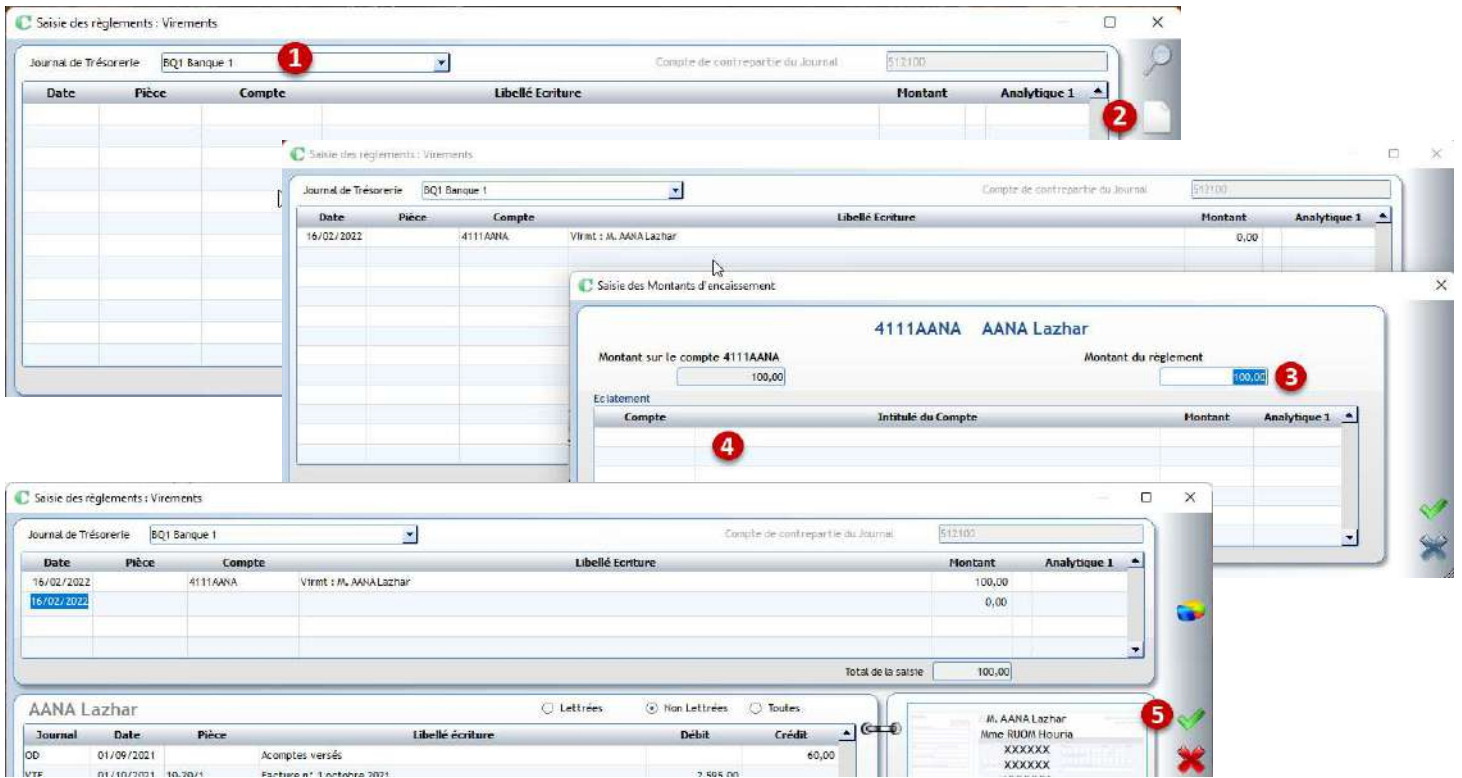 Saisie des règlements : Virements
Journal de Trésorerie BQ1 Banque 1 1 Compte de contrepartie du Journal 512100
Date Pièce Compte Libellé Ecriture Montant Analytique 1
2
Saisie des règlements : Virements
Journal de Trésorerie BQ1 Banque 1 Compte de contrepartie du Journal 512100
Date Pièce Compte Libellé Ecriture Montant Analytique 1
16/02/2022 4111AANA Virmt : M. AANA Lazhar 0,00
Saisie des Montants d'encaissement
4111AANA AANA Lazhar
Montant sur le compte 4111AANA Montant du règlement
100,00 100,00 3
Eclatement
Compte Intitulé du Compte Montant Analytique 1
4
Saisie des règlements : Virements
Journal de Trésorerie BQ1 Banque 1 Compte de contrepartie du Journal 512100
Date Pièce Compte Libellé Ecriture Montant Analytique 1
16/02/2022 4111AANA Virmt : M. AANA Lazhar 100,00
16/02/2022 0,00
Total de la saisie 100,00
AANA Lazhar Lettrées Non Lettrées Toutes
Journal Date Pièce Libellé écriture Débit Crédit
OD 01/09/2021 Acomptes versés 60,00
VTE 01/10/2021 10-20/1 Facture n° 1 octobre 2021 2 595,00
M. AANA Lazhar 5
Mme RUOM Houria
XXXXXX
XXXXXX